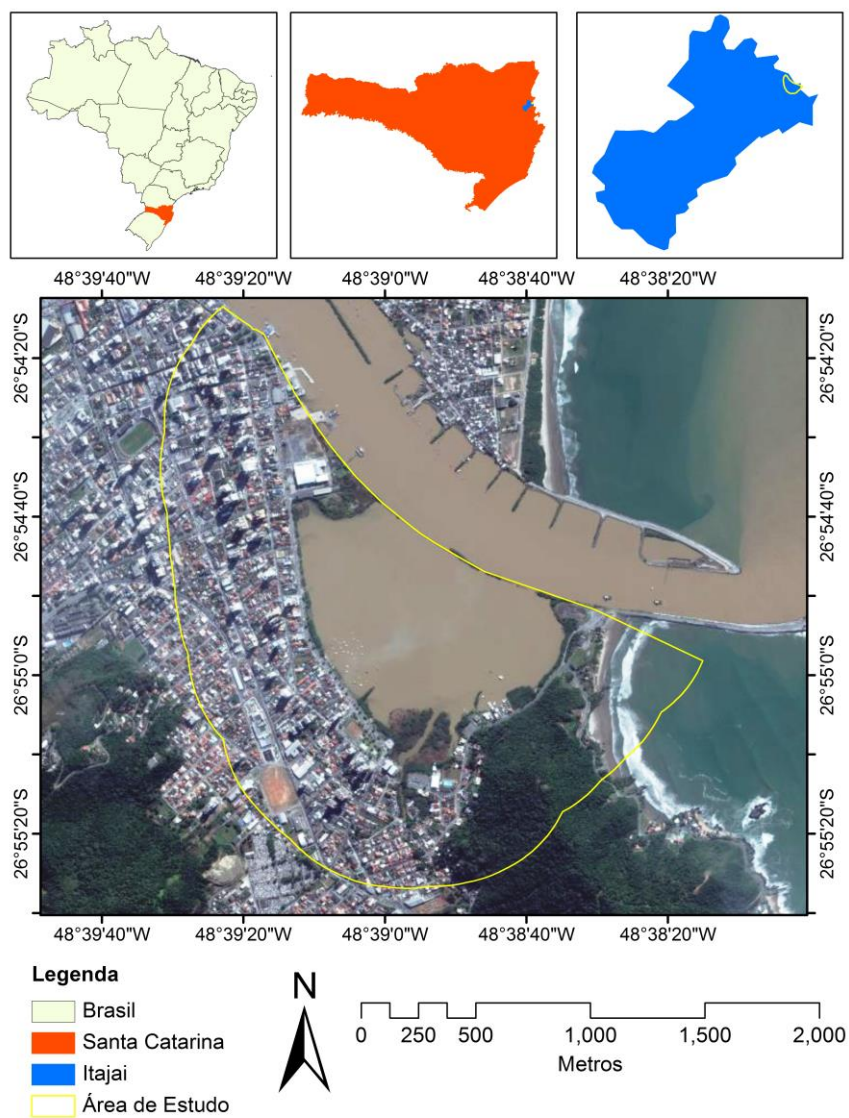 48°39'40"W 48°39'20"W 48°39'0"W 48°38'40"W 48°38'20"W
26°54'20"S 26°54'20"S
26°54'40"S 26°54'40"S
26°55'0"S 26°55'0"S
26°55'20"S 26°55'20"S
48°39'40"W 48°39'20"W 48°39'0"W 48°38'40"W 48°38'20"W
Legenda
Brasil
Santa Catarina
Itajai
Área de Estudo
N
0 250 500 1,000 1,500 2,000
Metros